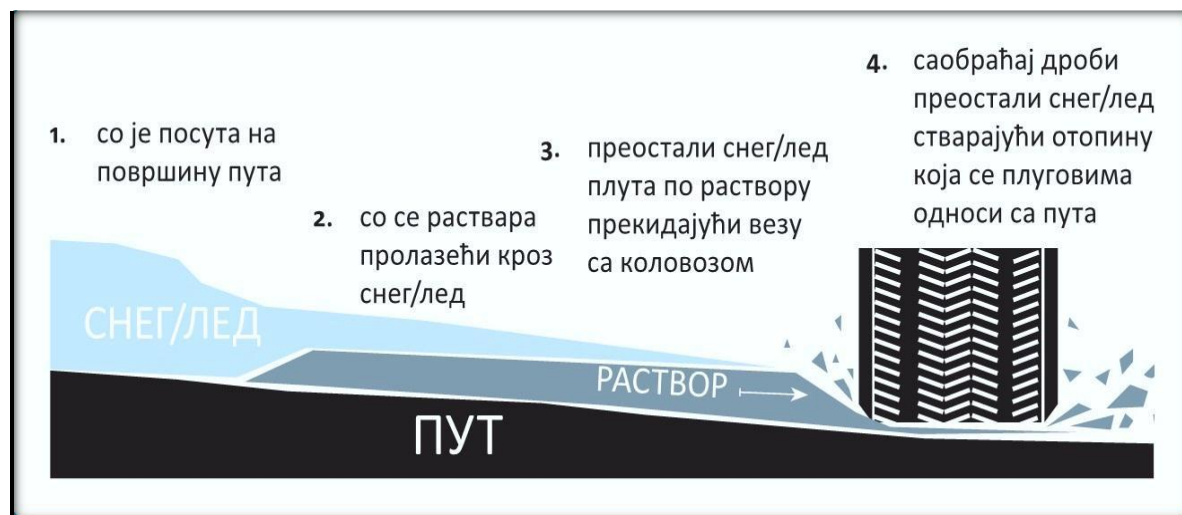 1. со је посута на
површину пута
2. со се раствара
пролазећи кроз
снег/лед
3. преостали снег/лед
плута по раствору
прекидајући везу
са коловозом
4. саобраћај дроби
преостали снег/лед
стварајући отопину
која се плуговима
односи са пута
СНЕГ/ЛЕД
РАСТВОР
ПУТ